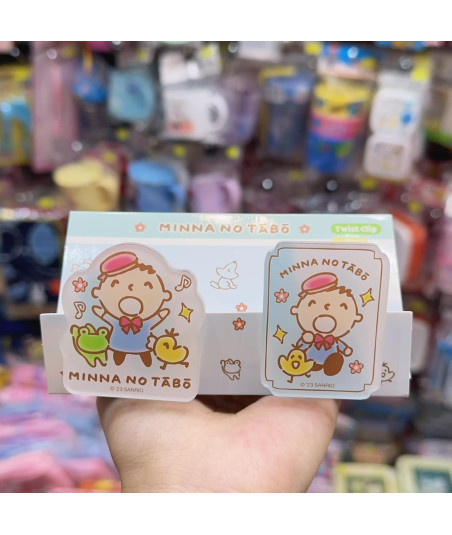 MINNA NO TĀBŌ
Twist Clip
MINNA NO TĀBŌ
© '23 SANRIO
MINNA NO TĀBŌ
© '23 SANRIO